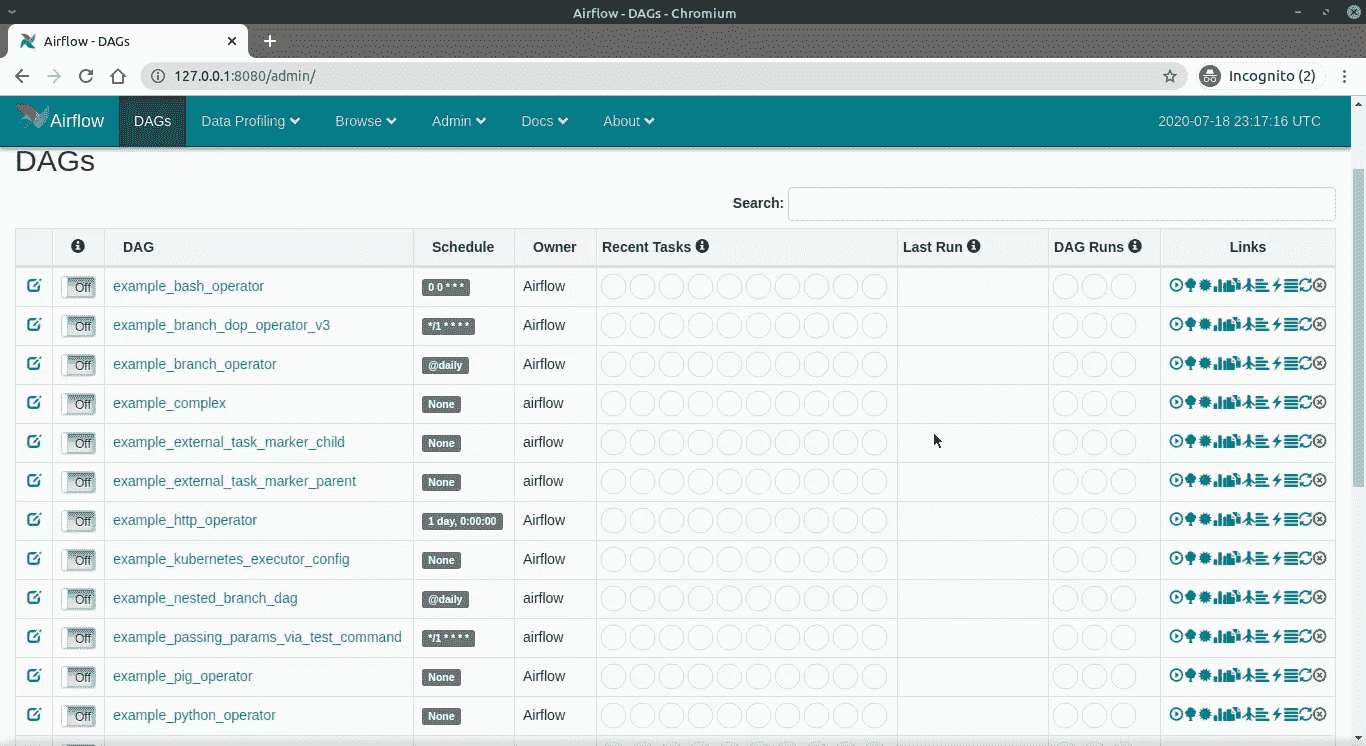 Airflow - DAGs - Chromium
Airflow - DAGs
127.0.0.1:8080/admin/
Incognito (2)
Airflow DAGs Data Profiling Browse Admin Docs About 2020-07-18 23:17:16 UTC
DAGs
Search:
DAG Schedule Owner Recent Tasks Last Run DAG Runs Links
Off example_bash_operator 0 0 * * * Airflow
Off example_branch_dop_operator_v3 */1 * * * * Airflow
Off example_branch_operator @daily Airflow
Off example_complex None airflow
Off example_external_task_marker_child None airflow
Off example_external_task_marker_parent None airflow
Off example_http_operator 1 day, 0:00:00 Airflow
Off example_kubernetes_executor_config None Airflow
Off example_nested_branch_dag @daily airflow
Off example_passing_params_via_test_command */1 * * * * airflow
Off example_pig_operator None Airflow
Off example_python_operator None Airflow